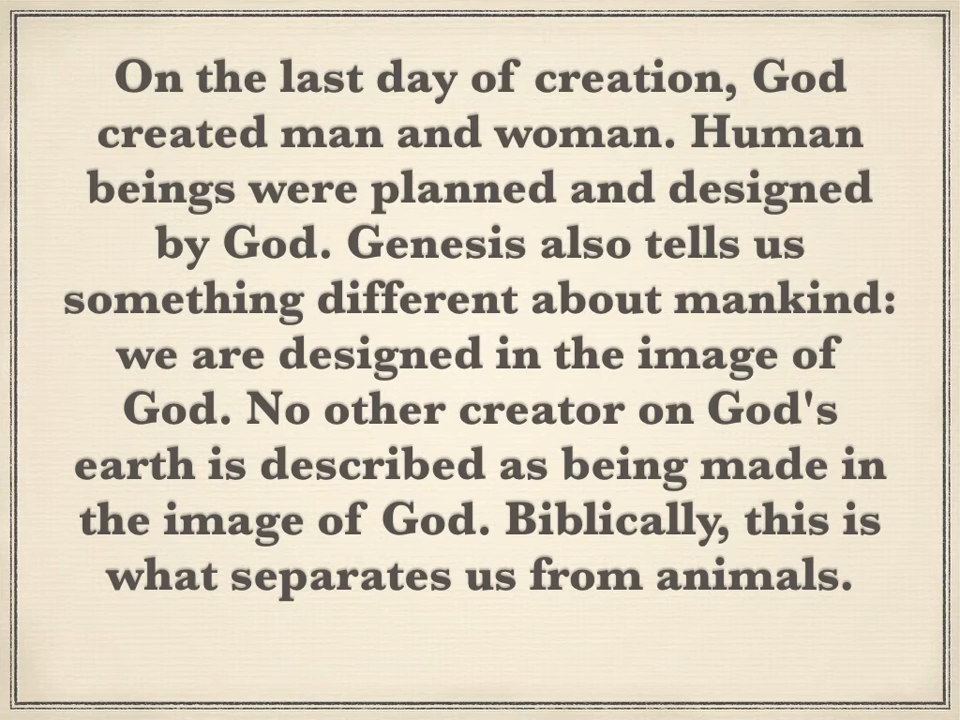 On the last day of creation, God
created man and woman. Human
beings were planned and designed
by God. Genesis also tells us
something different about mankind:
we are designed in the image of
God. No other creator on God's
earth is described as being made in
the image of God. Biblically, this is
what separates us from animals.